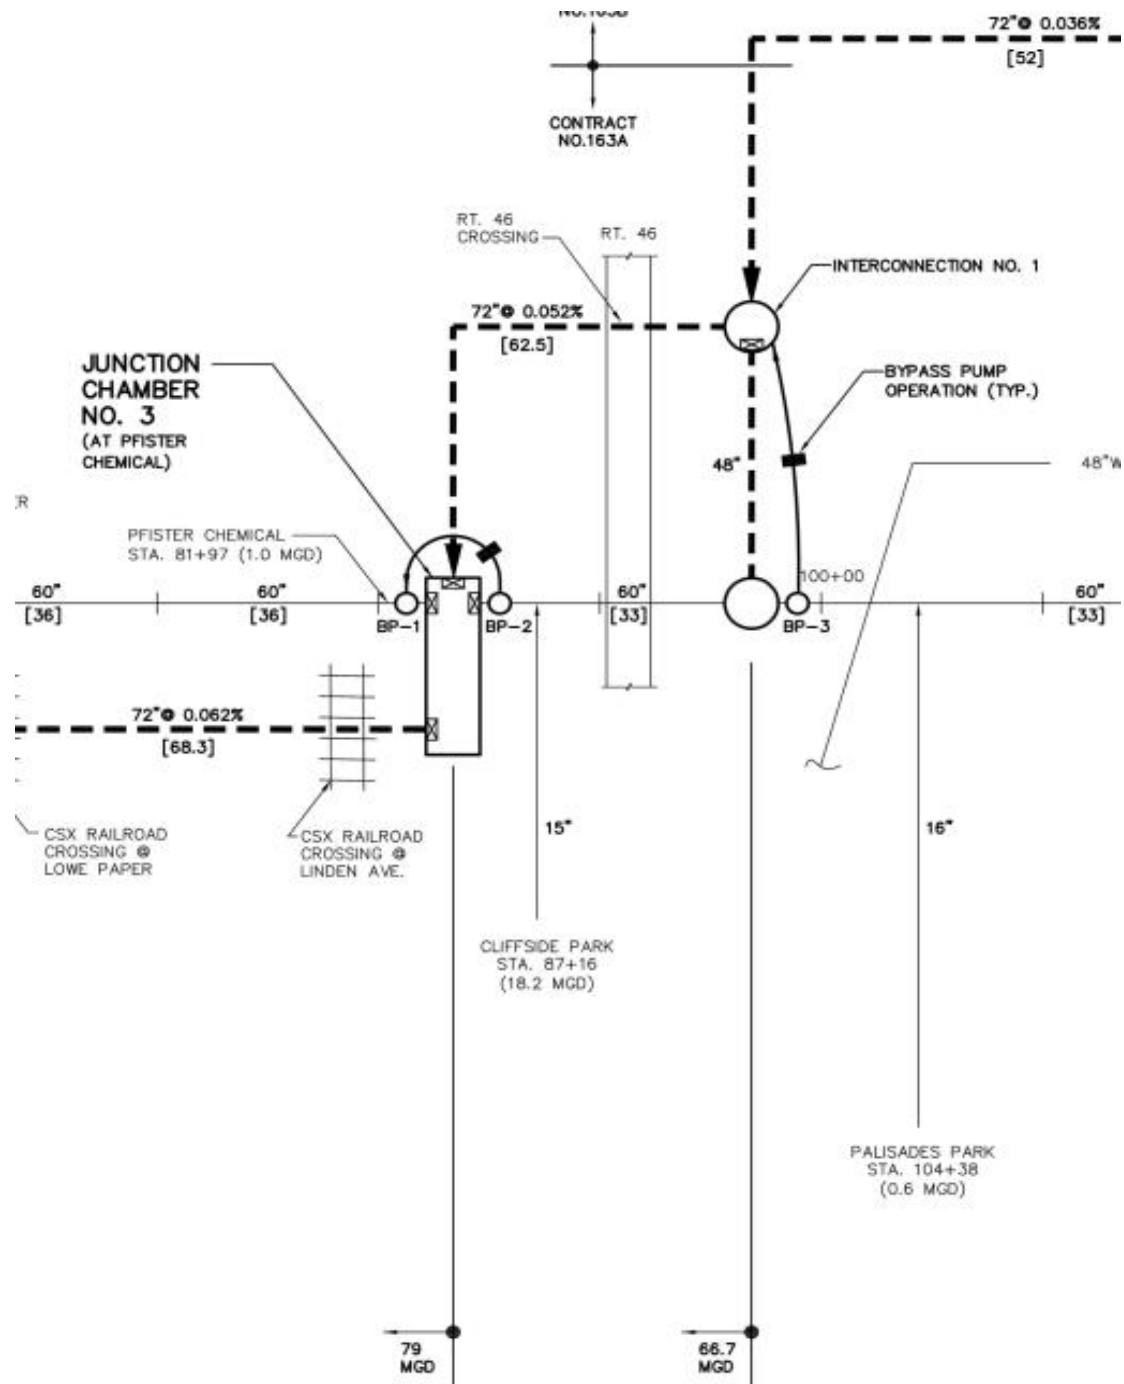 72"@ 0.036%
[52]
CONTRACT
NO.163A
RT. 46
CROSSING
RT. 46
INTERCONNECTION NO. 1
72"@ 0.052%
[62.5]
JUNCTION
CHAMBER
NO. 3
(AT PFISTER
CHEMICAL)
BYPASS PUMP
OPERATION (TYP.)
48"
48"W
PFISTER CHEMICAL
STA. 81+97 (1.0 MGD)
100+00
60"
[36]
60"
[36]
60"
[33]
60"
[33]
BP-1
BP-2
BP-3
72"@ 0.062%
[68.3]
CSX RAILROAD
CROSSING @
LOWE PAPER
CSX RAILROAD
CROSSING @
LINDEN AVE.
15"
16"
CLIFFSIDE PARK
STA. 87+16
(18.2 MGD)
PALISADES PARK
STA. 104+38
(0.6 MGD)
79
MGD
66.7
MGD